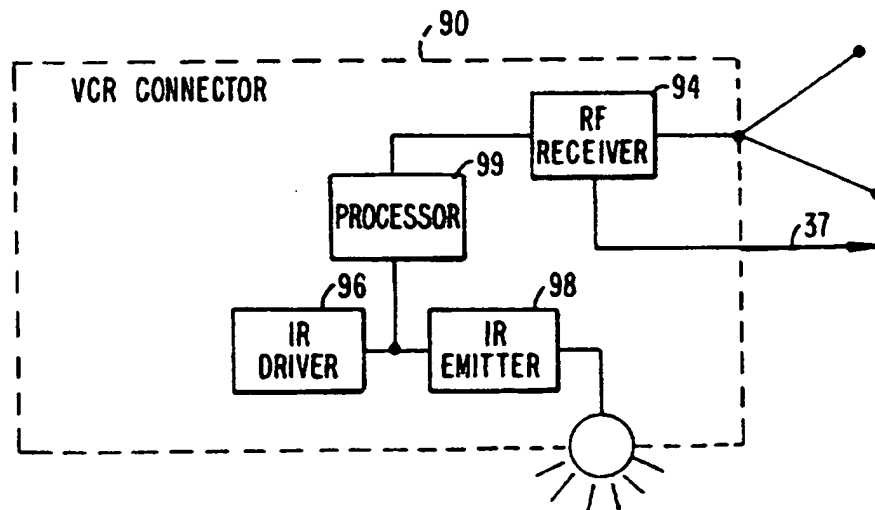 90
VCR CONNECTOR
94
RF
RECEIVER
99
PROCESSOR
37
96
IR
DRIVER
98
IR
EMITTER